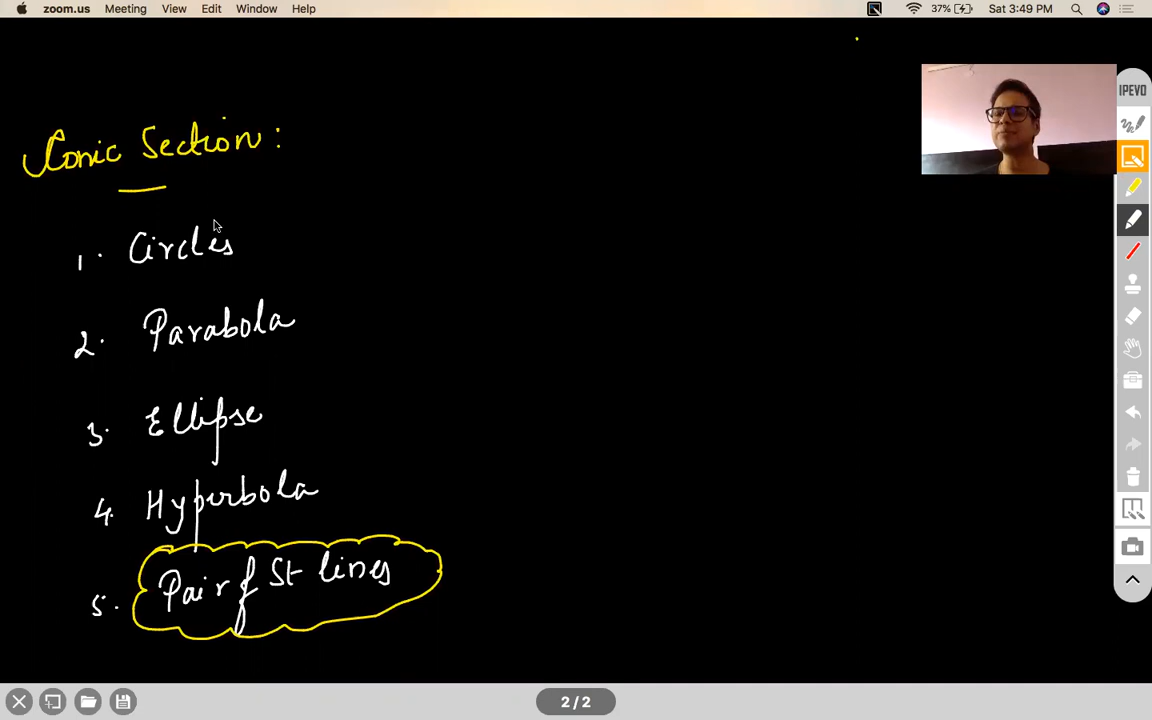 zoom.us Meeting View Edit Window Help 37% Sat 3:49 PM
IPEVO
Conic Section:
1. Circles
2. Parabola
3. Ellipse
4. Hyperbola
5. Pair of St lines
2 / 2